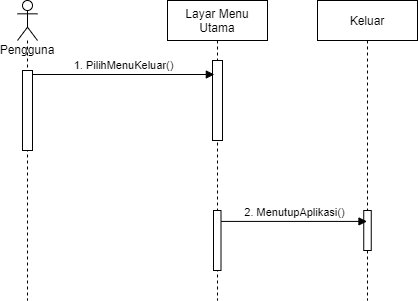 Layar Menu
Utama
Keluar
Pengguna
1. PilihMenuKeluar()
2. MenutupAplikasi()